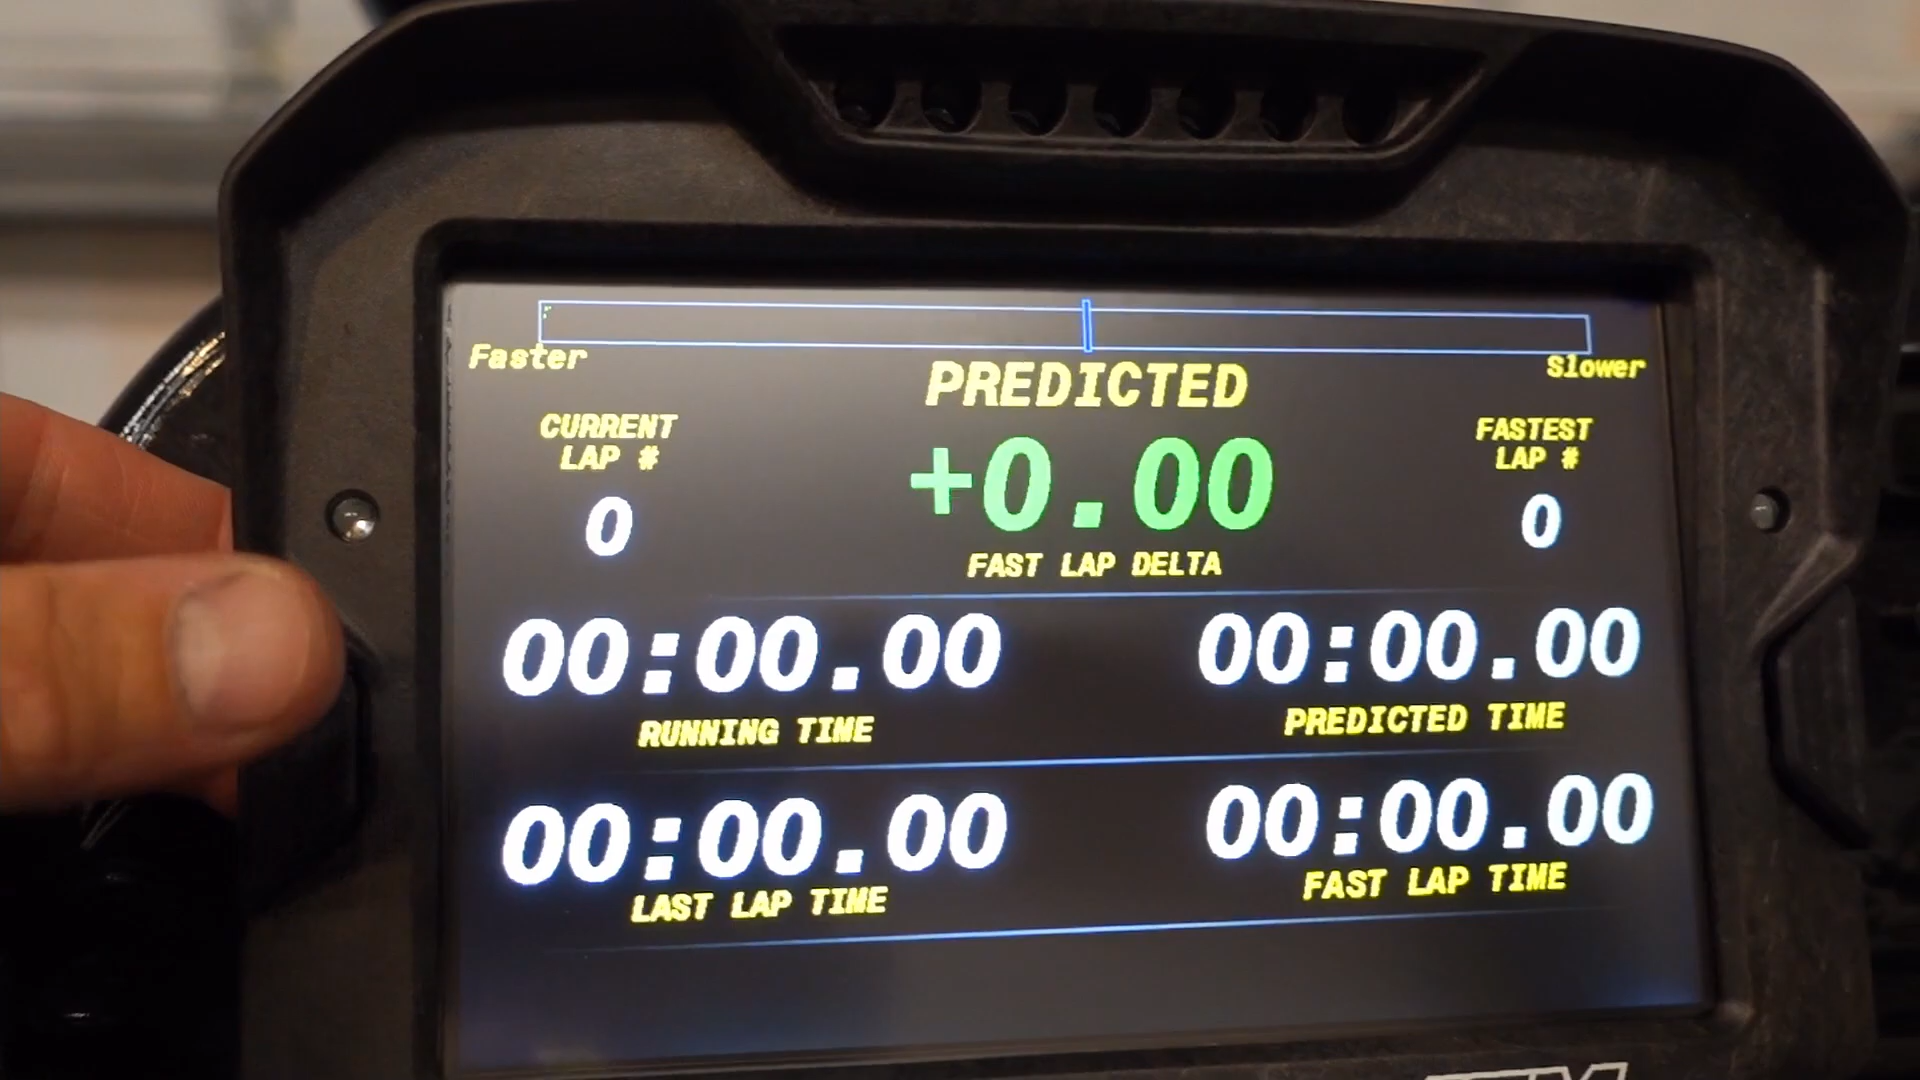 Faster
Slower
PREDICTED
CURRENT
LAP #
0
+0.00
FAST LAP DELTA
FASTEST
LAP #
0
00:00.00
RUNNING TIME
00:00.00
PREDICTED TIME
00:00.00
LAST LAP TIME
00:00.00
FAST LAP TIME